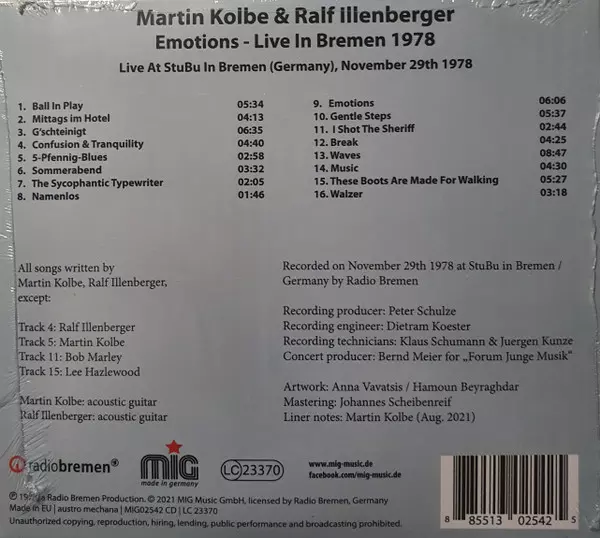 Martin Kolbe & Ralf Illenberger
Emotions - Live In Bremen 1978
Live At StuBu In Bremen (Germany), November 29th 1978
1. Ball In Play 05:34
2. Mittags im Hotel 04:13
3. G'schteinigt 06:35
4. Confusion & Tranquility 04:40
5. 5-Pfennig-Blues 02:58
6. Sommerabend 03:32
7. The Sycophantic Typewriter 02:05
8. Namenlos 01:46
9. Emotions 06:06
10. Gentle Steps 05:37
11. I Shot The Sheriff 02:44
12. Break 04:25
13. Waves 08:47
14. Music 04:30
15. These Boots Are Made For Walking 05:27
16. Walzer 03:18
All songs written by
Martin Kolbe, Ralf Illenberger,
except:
Track 4: Ralf Illenberger
Track 5: Martin Kolbe
Track 11: Bob Marley
Track 15: Lee Hazlewood
Martin Kolbe: acoustic guitar
Ralf Illenberger: acoustic guitar
Recorded on November 29th 1978 at StuBu in Bremen /
Germany by Radio Bremen
Recording producer: Peter Schulze
Recording engineer: Dietram Koester
Recording technicians: Klaus Schumann & Juergen Kunze
Concert producer: Bernd Meier for „Forum Junge Musik“
Artwork: Anna Vavatsis / Hamoun Beyraghdar
Mastering: Johannes Scheibenreif
Liner notes: Martin Kolbe (Aug. 2021)
radiobremen
mig
made in germany
LC 23370
www.mig-music.de
facebook.com/mig-music.de
a Radio Bremen Production. © 2021 MIG Music GmbH, licensed by Radio Bremen, Germany
Made in EU | austro mechana | MIG02542 CD | LC 23370
Unauthorized copying, reproduction, hiring, lending, public performance and broadcasting prohibited.
8 85513 02542 5